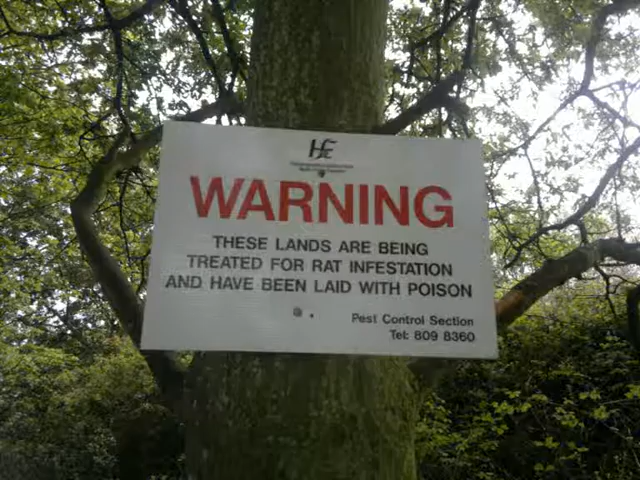 HE
WARNING
THESE LANDS ARE BEING
TREATED FOR RAT INFESTATION
AND HAVE BEEN LAID WITH POISON
Pest Control Section
Tel: 809 8360